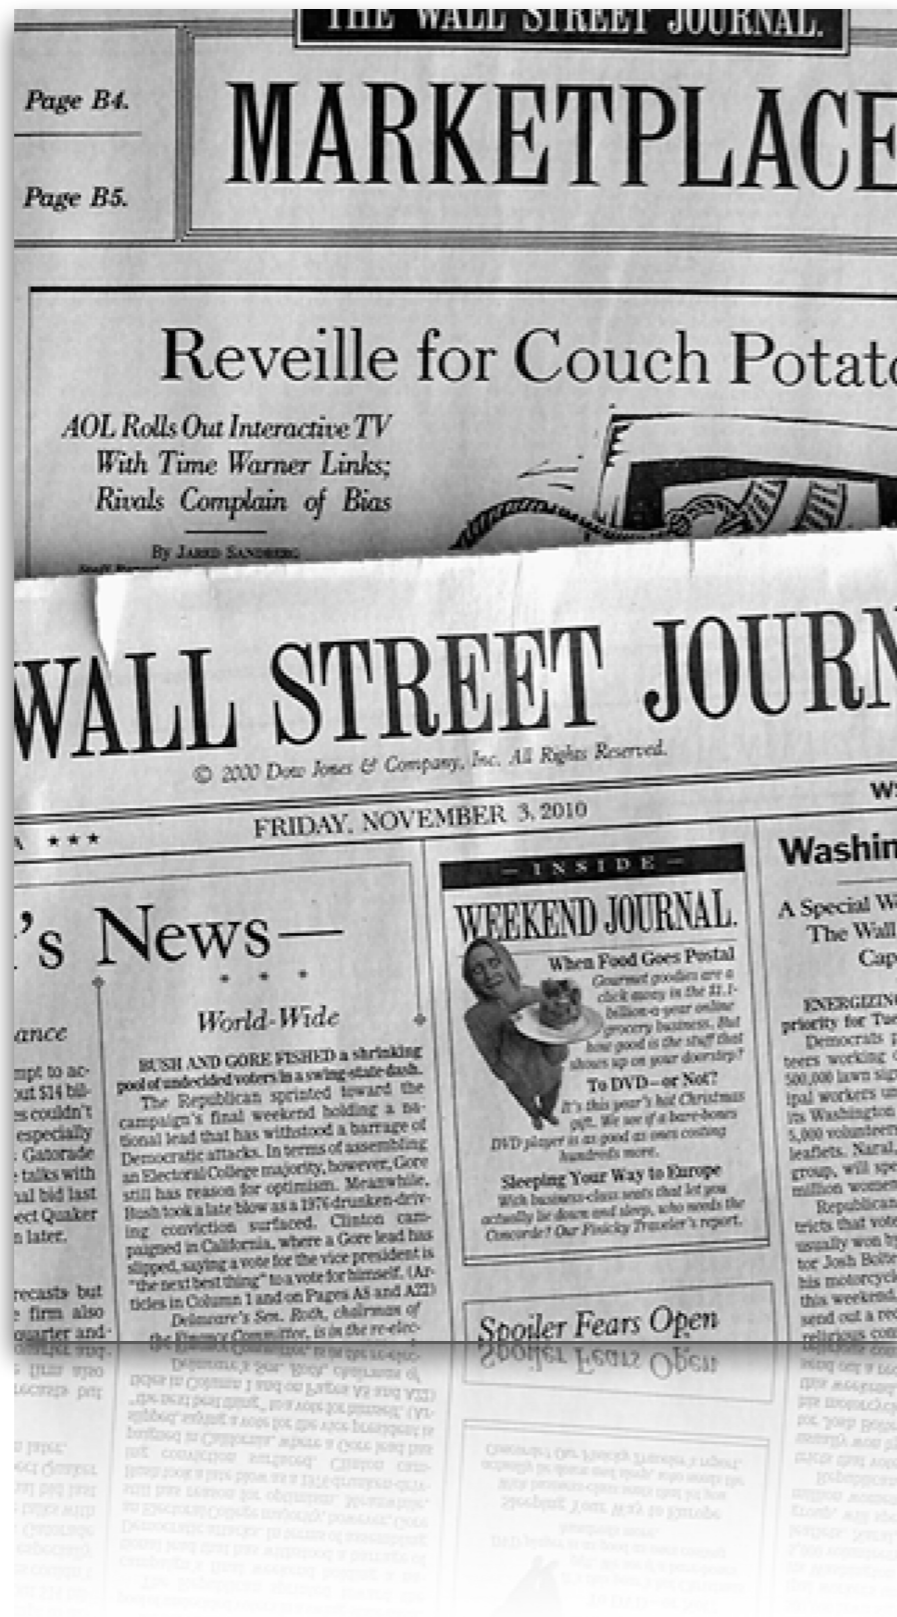 THE WALL STREET JOURNAL.
Page B4.
Page B5.
MARKETPLACE
Reveille for Couch Potato
AOL Rolls Out Interactive TV
With Time Warner Links;
Rivals Complain of Bias
By JARED SANDBERG
WALL STREET JOURN
© 2000 Dow Jones & Company, Inc. All Rights Reserved.
★★★
FRIDAY, NOVEMBER 3, 2010
's News—
World-Wide
BUSH AND GORE FISHED a shrinking
pool of undecided voters in a swing-state dash.
The Republican sprinted toward the
campaign's final weekend holding a na-
tional lead that has withstood a barrage of
Democratic attacks. In terms of assembling
an Electoral College majority, however, Gore
still has reason for optimism. Meanwhile,
Bush took a late blow as a 1976 drunken-driv-
ing conviction surfaced. Clinton cam-
paigned in California, where a Gore lead has
slipped, saying a vote for the vice president is
"the next best thing" to a vote for himself. (Ar-
ticles in Column 1 and on Pages A8 and A22)
Delaware's Sen. Roth, chairman of
the Finance Committee, is in the re-elec-
ance
mpt to ac-
out $14 bil-
es couldn't
especially
Gatorade
talks with
nal bid last
ect Quaker
n later.
recasts but
firm also
quarter and
— INSIDE —
WEEKEND JOURNAL.
When Food Goes Postal
Gourmet goodies are a
click away in the $1.1-
billion-a-year online
grocery business. But
how good is the stuff that
shows up on your doorstep?
To DVD—or Not?
It's this year's hot Christmas
gift. We see if a bare-bones
DVD player is as good as ones costing
hundreds more.
Sleeping Your Way to Europe
With business-class seats that let you
actually lie down and sleep, who needs the
Concorde? Our Finicky Traveler's report.
Spoiler Fears Open
WS
Washin
A Special W
The Wall
Cap
ENERGIZING
priority for Tue
Democrats p
teers working
500,000 lawn sig
ipal workers un
its Washington
5,000 volunteers
leaflets. Naral,
group, will spe
million women
Republican
tricts that vote
usually won by
tor Josh Bolte
his motorcycl
this weekend.
send out a rec
religious con